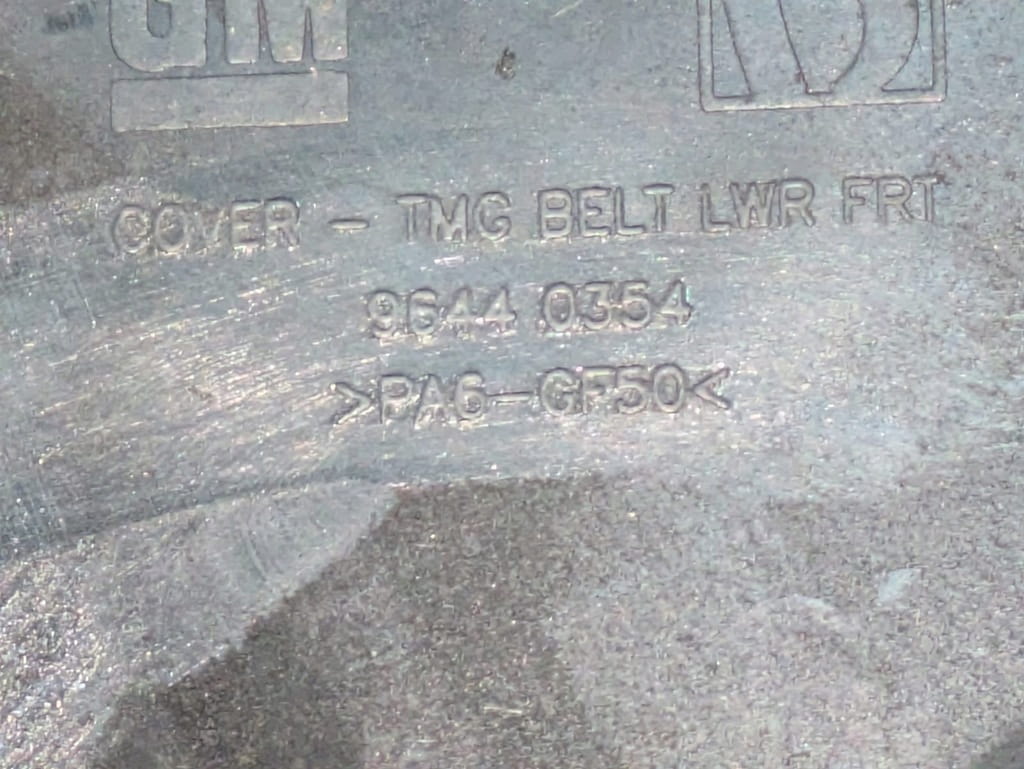 GM
COVER - TMG BELT LWR FRT
9644 0354
>PA6-GF50<